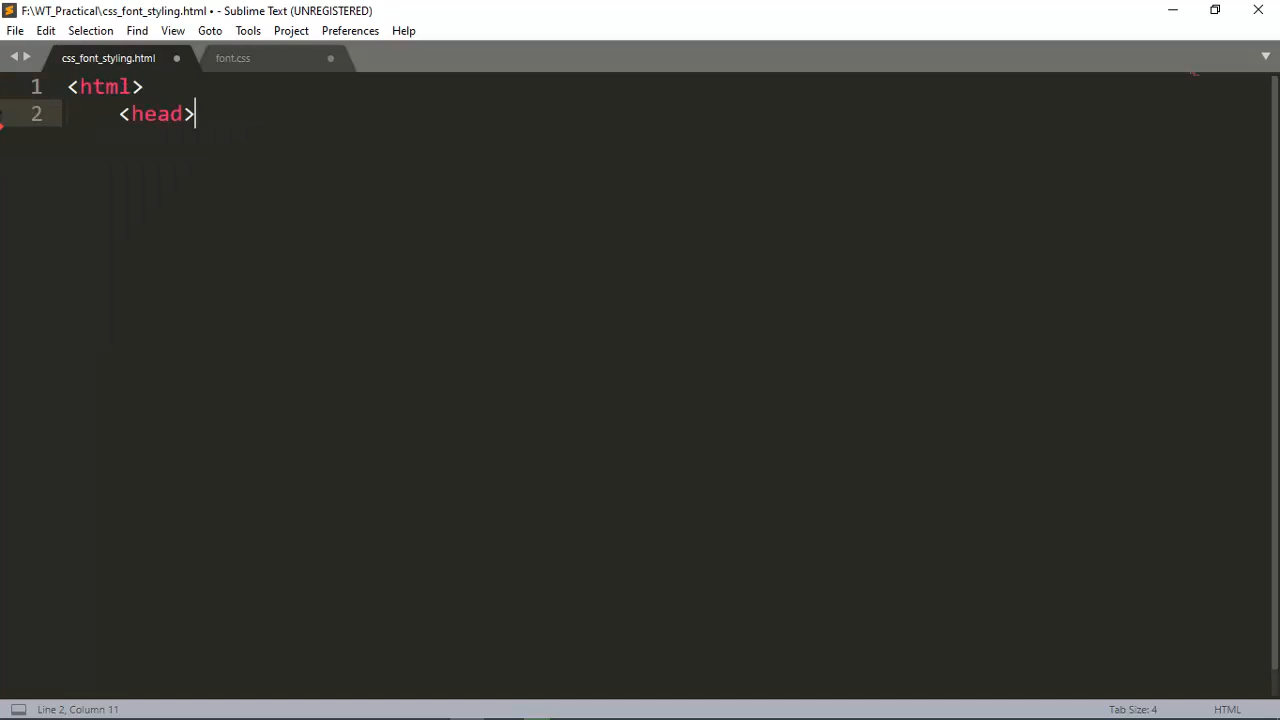 F:\WT_Practical\css_font_styling.html • - Sublime Text (UNREGISTERED)
File Edit Selection Find View Goto Tools Project Preferences Help
css_font_styling.html font.css
1 <html>
2 <head>
Line 2, Column 11 Tab Size: 4 HTML